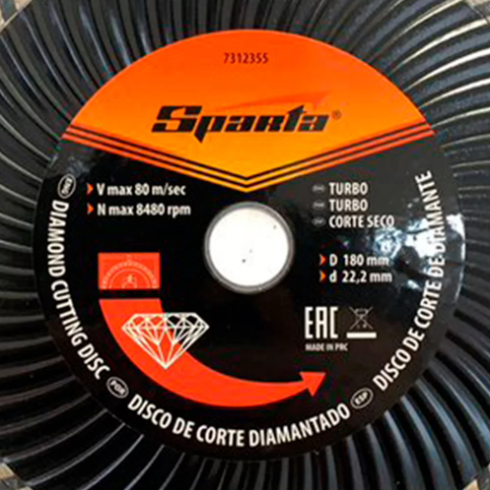 7312355
Sparta®
V max 80 m/sec
N max 8480 rpm
TURBO
TURBO
CORTE SECO
D 180 mm
d 22,2 mm
EAC
MADE IN PRC
ENG DIAMOND CUTTING DISC
POR DISCO DE CORTE DIAMANTADO
ESP DISCO DE CORTE DE DIAMANTE